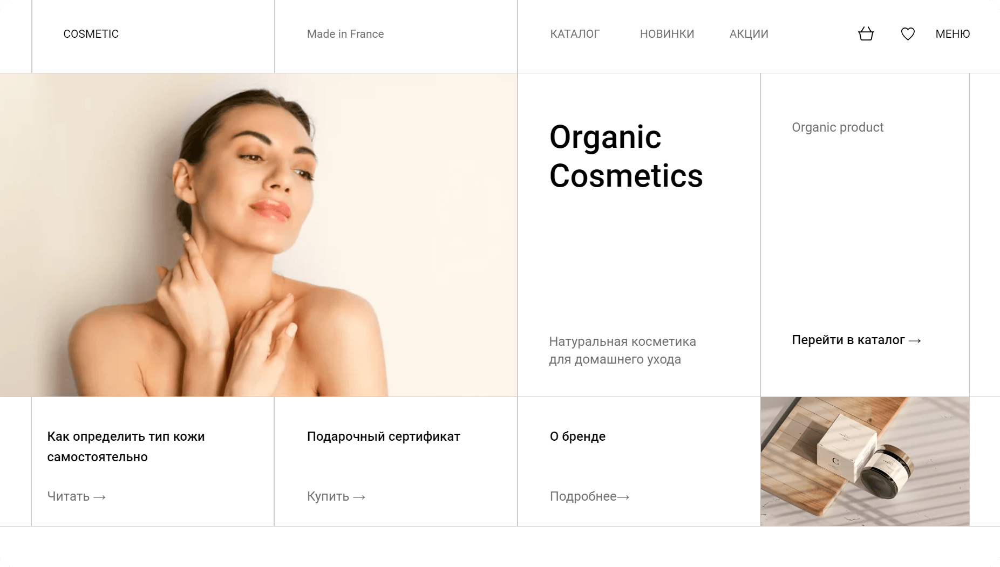 COSMETIC
Made in France
КАТАЛОГ
НОВИНКИ
АКЦИИ
МЕНЮ
Organic
Cosmetics
Organic product
Натуральная косметика
для домашнего ухода
Перейти в каталог →
Как определить тип кожи
самостоятельно
Читать →
Подарочный сертификат
Купить →
О бренде
Подробнее→
C